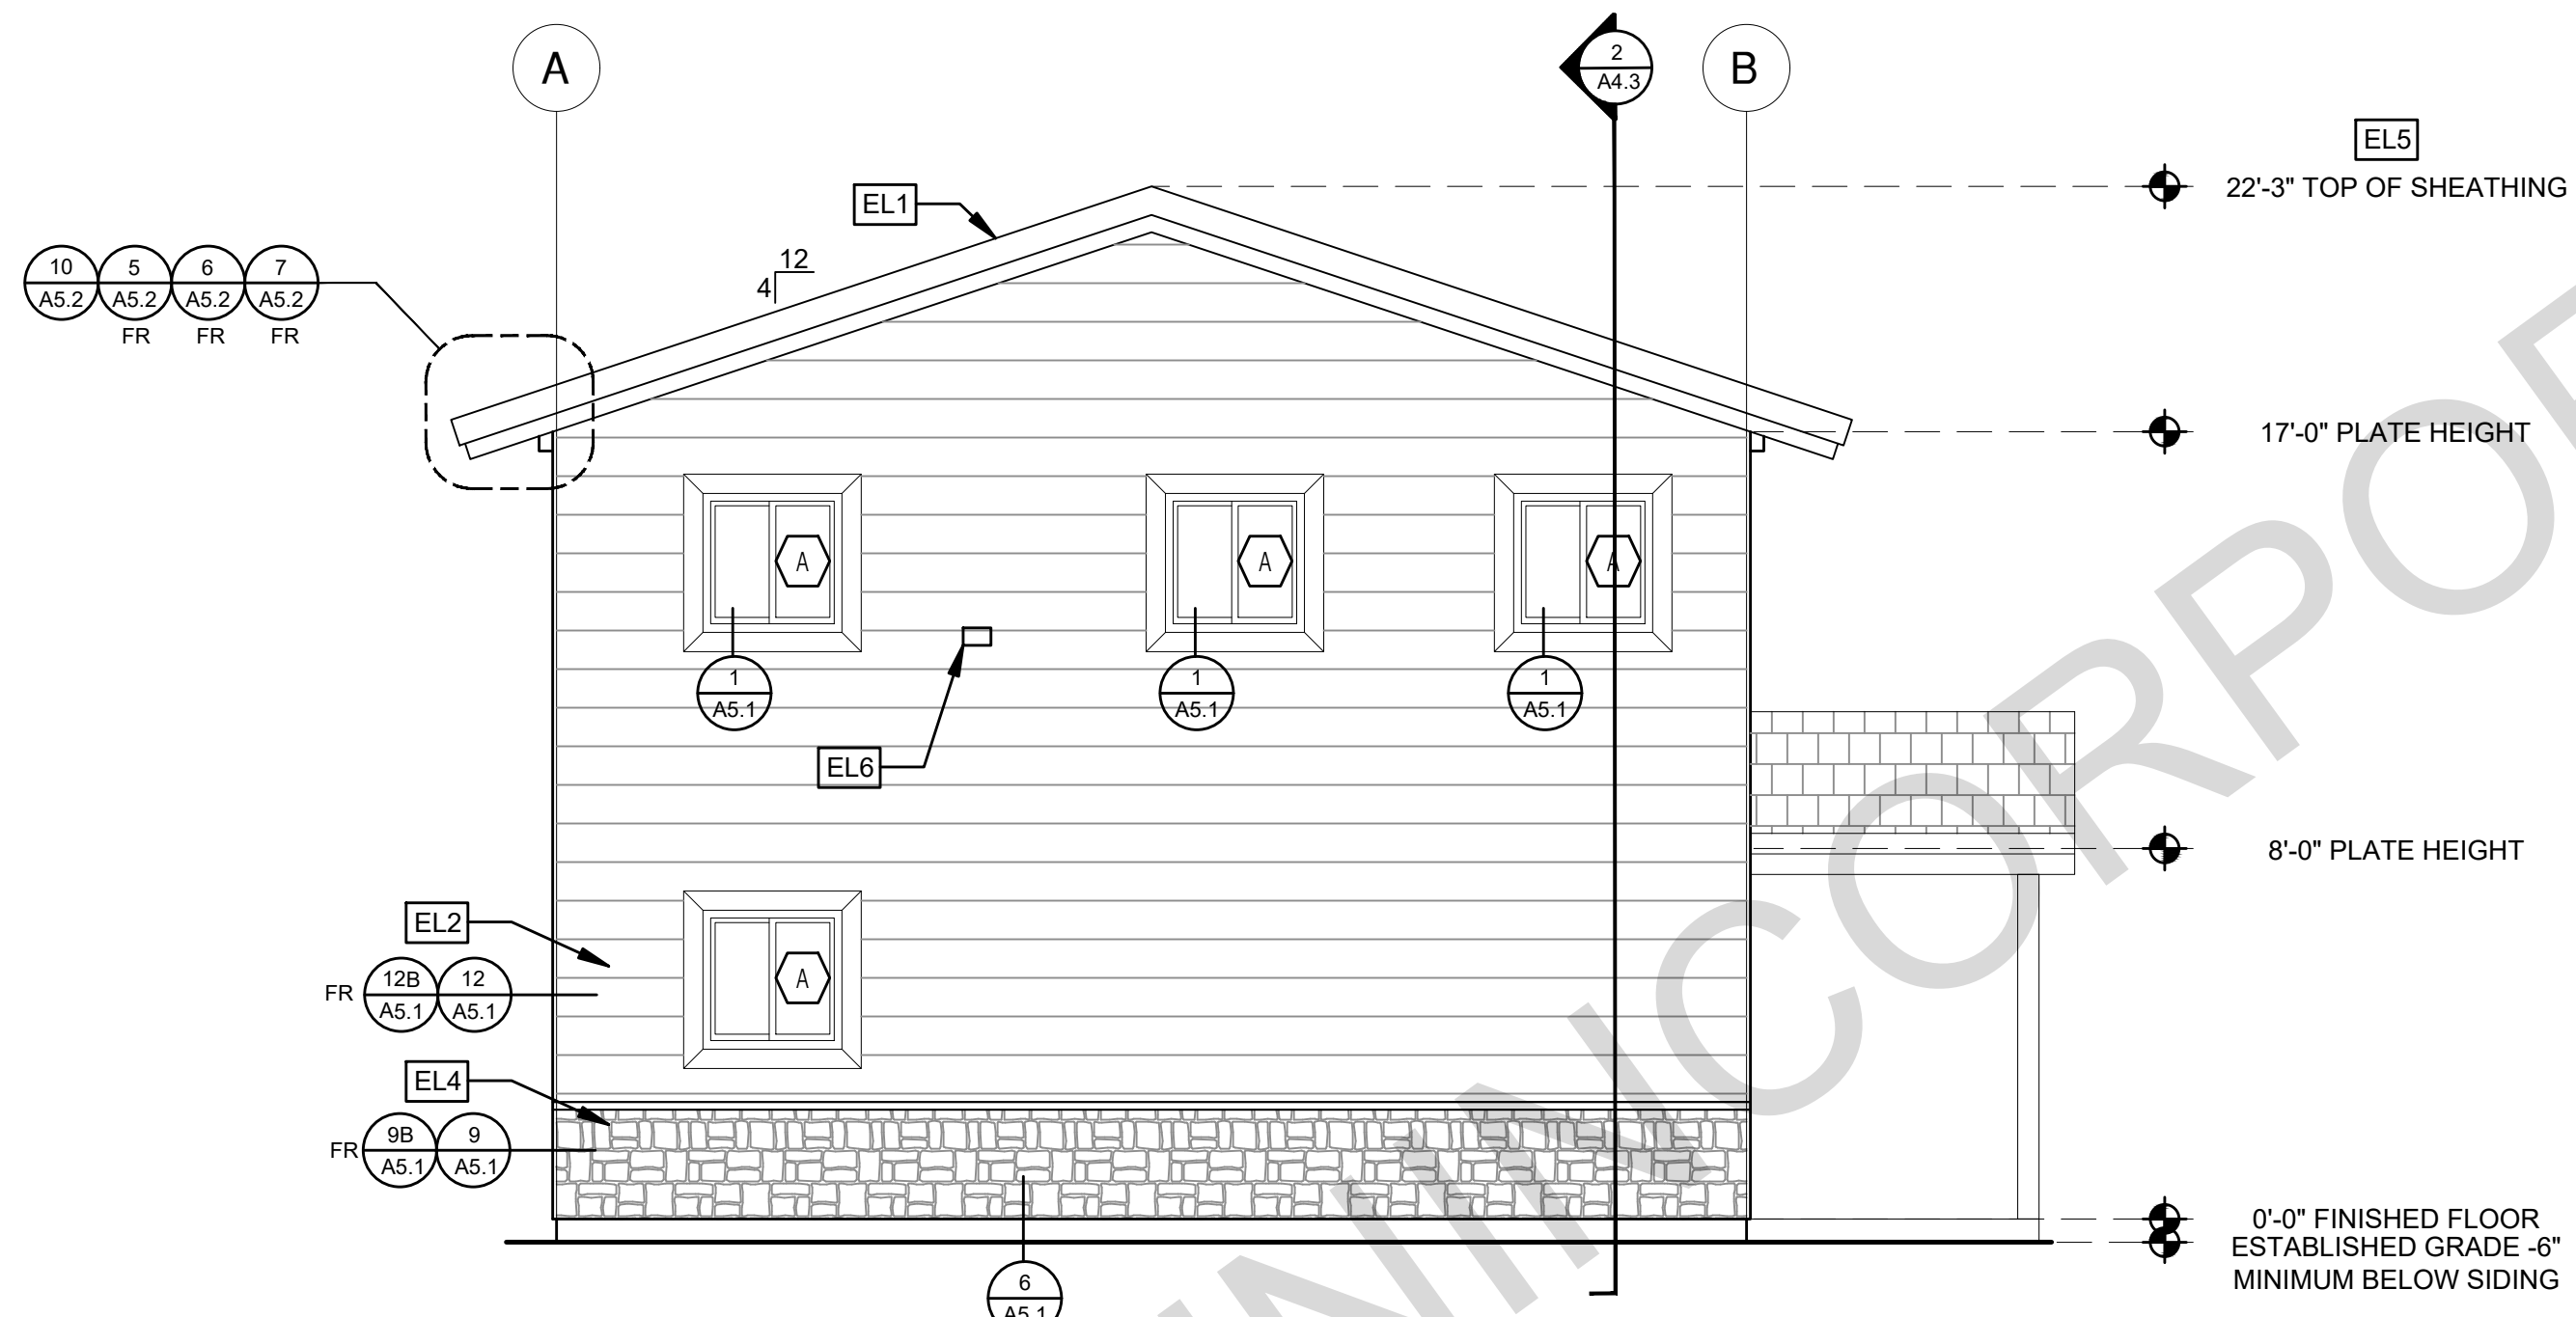 A
2
A4.3
B
EL5
22'-3" TOP OF SHEATHING
EL1
12
4
10
A5.2
5
A5.2
FR
6
A5.2
FR
7
A5.2
FR
17'-0" PLATE HEIGHT
A
A
A
1
A5.1
1
A5.1
1
A5.1
EL6
8'-0" PLATE HEIGHT
EL2
FR
12B
A5.1
12
A5.1
A
EL4
FR
9B
A5.1
9
A5.1
0'-0" FINISHED FLOOR
ESTABLISHED GRADE -6"
MINIMUM BELOW SIDING
6
A5.1